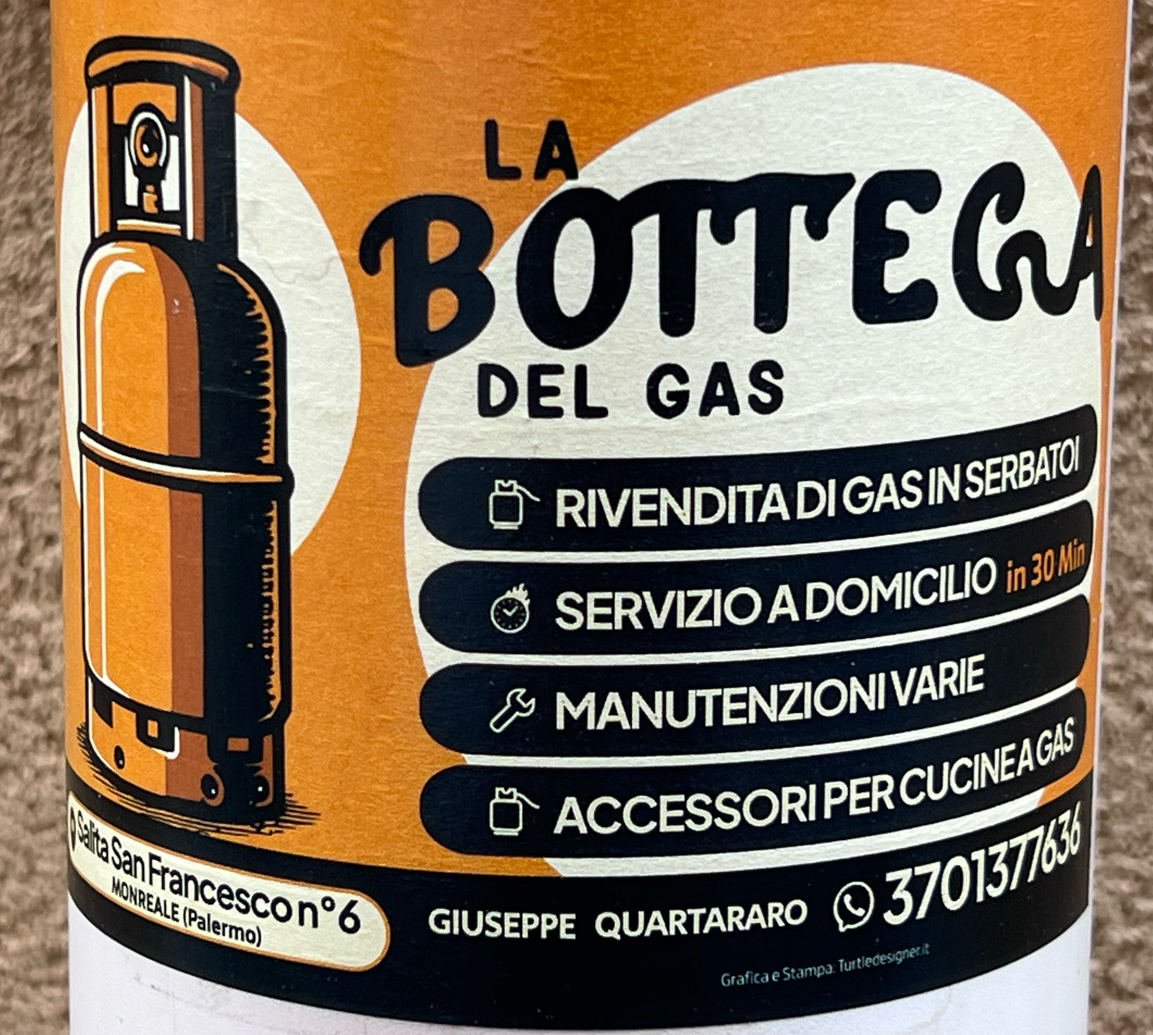 LA
BOTTEGA
DEL GAS
RIVENDITA DI GAS IN SERBATOI
SERVIZIO A DOMICILIO in 30 Min
MANUTENZIONI VARIE
ACCESSORI PER CUCINE A GAS
Salita San Francesco n°6
MONREALE (Palermo)
GIUSEPPE QUARTARARO 3701377636
Grafica e Stampa: Turtledesigner.it